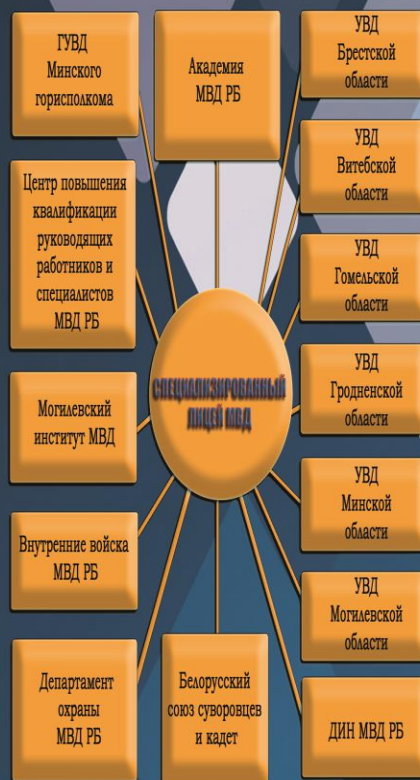 ГУВД
Минского
горисполкома
Академия
МВД РБ
УВД
Брестской
области
Центр повышения
квалификации
руководящих
работников и
специалистов
МВД РБ
УВД
Витебской
области
УВД
Гомельской
области
СПЕЦИАЛИЗИРОВАННЫЙ
ЛИЦЕЙ МВД
УВД
Гродненской
области
Могилевский
институт МВД
УВД
Минской
области
Внутренние войска
МВД РБ
УВД
Могилевской
области
Департамент
охраны
МВД РБ
Белорусский
союз суворовцев
и кадет
ДИН МВД РБ